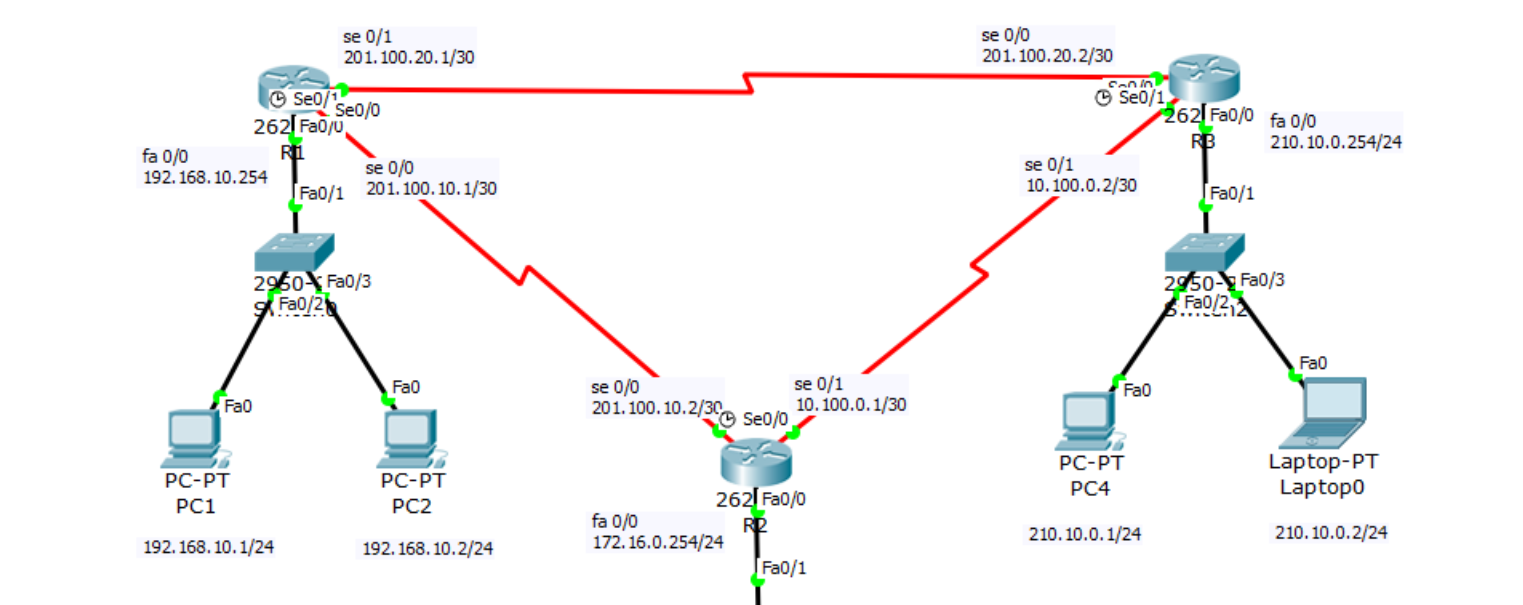 se 0/1
201.100.20.1/30
se 0/0
201.100.20.2/30
Se0/1
Se0/0
Se0/0
Se0/1
262
Fa0/0
R1
262
Fa0/0
R3
fa 0/0
192.168.10.254
se 0/0
201.100.10.1/30
se 0/1
10.100.0.2/30
fa 0/0
210.10.0.254/24
Fa0/1
Fa0/1
2950-
Fa0/3
Fa0/2
2950-2
Fa0/3
Fa0/2
Switch2
Fa0
Fa0
Fa0
Fa0
se 0/0
201.100.10.2/30
Se0/0
se 0/1
10.100.0.1/30
PC-PT
PC1
PC-PT
PC2
PC-PT
PC4
Laptop-PT
Laptop0
192.168.10.1/24
192.168.10.2/24
210.10.0.1/24
210.10.0.2/24
262
Fa0/0
R2
fa 0/0
172.16.0.254/24
Fa0/1